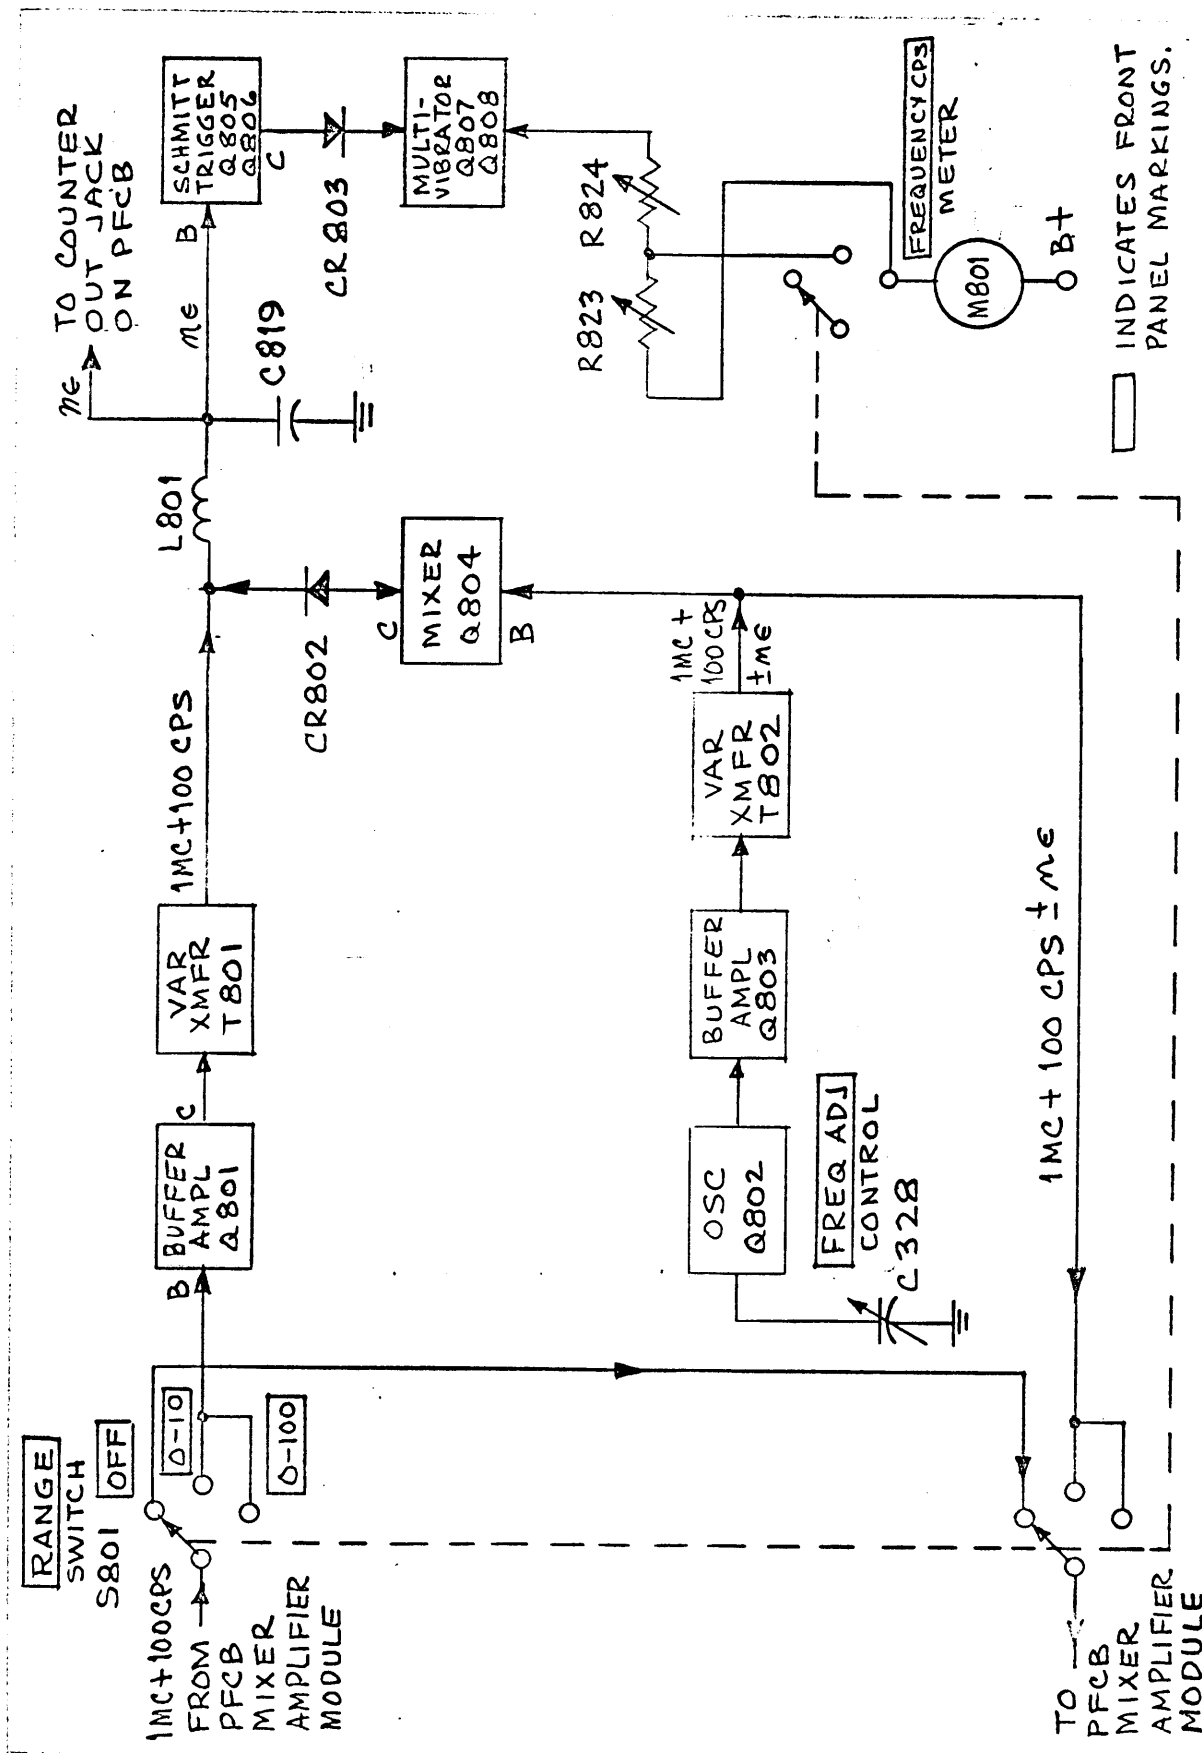 RANGE
SWITCH
S801
OFF
0-10
0-100
1MC+100CPS
FROM
PFCB
MIXER
AMPLIFIER
MODULE
B
BUFFER
AMPL
Q801
C
VAR
XMFR
T801
1MC+100 CPS
L801
nϵ
TO COUNTER
OUT JACK
ON PFCB
nϵ
C819
B
SCHMITT
TRIGGER
Q805
Q806
C
CR803
MULTI-
VIBRATOR
Q807
Q808
CR802
C
MIXER
Q804
B
R823
R824
OSC
Q802
FREQ ADJ
CONTROL
C328
BUFFER
AMPL
Q803
VAR
XMFR
T802
1MC+
100CPS
±nϵ
FREQUENCY CPS
METER
M801
B+
1MC+ 100 CPS ± nϵ
TO
PFCB
MIXER
AMPLIFIER
MODULE
INDICATES FRONT
PANEL MARKINGS.